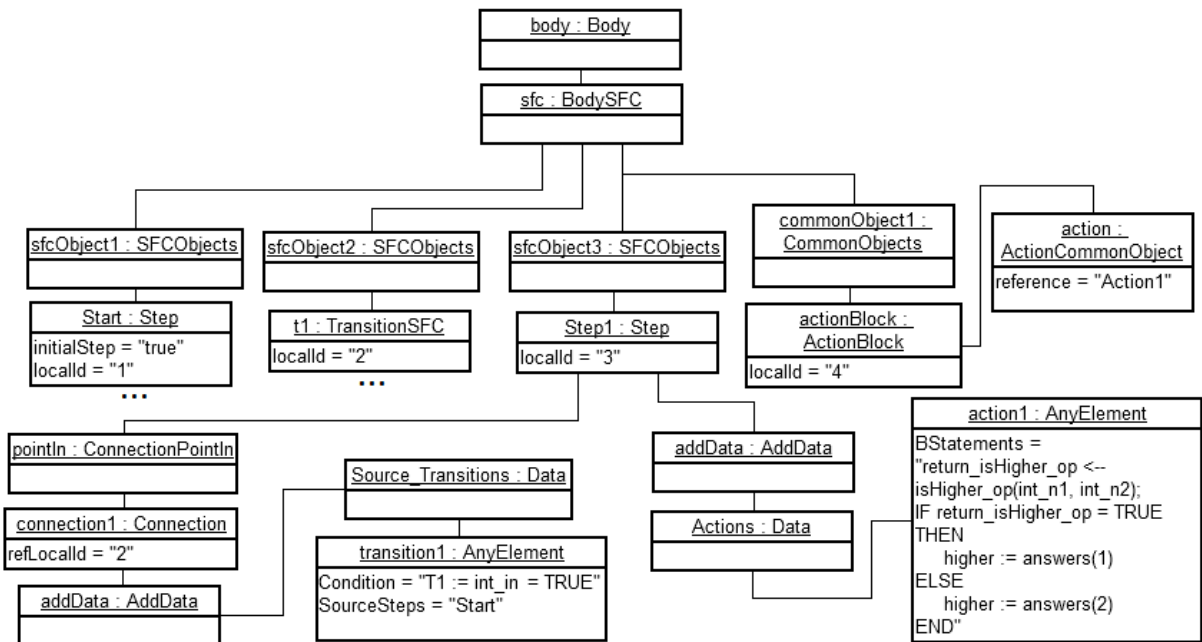 body : Body
sfc : BodySFC
sfcObject1 : SFCObjects
sfcObject2 : SFCObjects
sfcObject3 : SFCObjects
commonObject1 :
CommonObjects
action :
ActionCommonObject
reference = "Action1"
Start : Step
initialStep = "true"
localId = "1"
...
t1 : TransitionSFC
localId = "2"
...
Step1 : Step
localId = "3"
actionBlock :
ActionBlock
localId = "4"
pointIn : ConnectionPointIn
connection1 : Connection
refLocalId = "2"
addData : AddData
Source_Transitions : Data
transition1 : AnyElement
Condition = "T1 := int_in = TRUE"
SourceSteps = "Start"
addData : AddData
Actions : Data
action1 : AnyElement
BStatements =
"return_isHigher_op <--
isHigher_op(int_n1, int_n2);
IF return_isHigher_op = TRUE
THEN
higher := answers(1)
ELSE
higher := answers(2)
END"